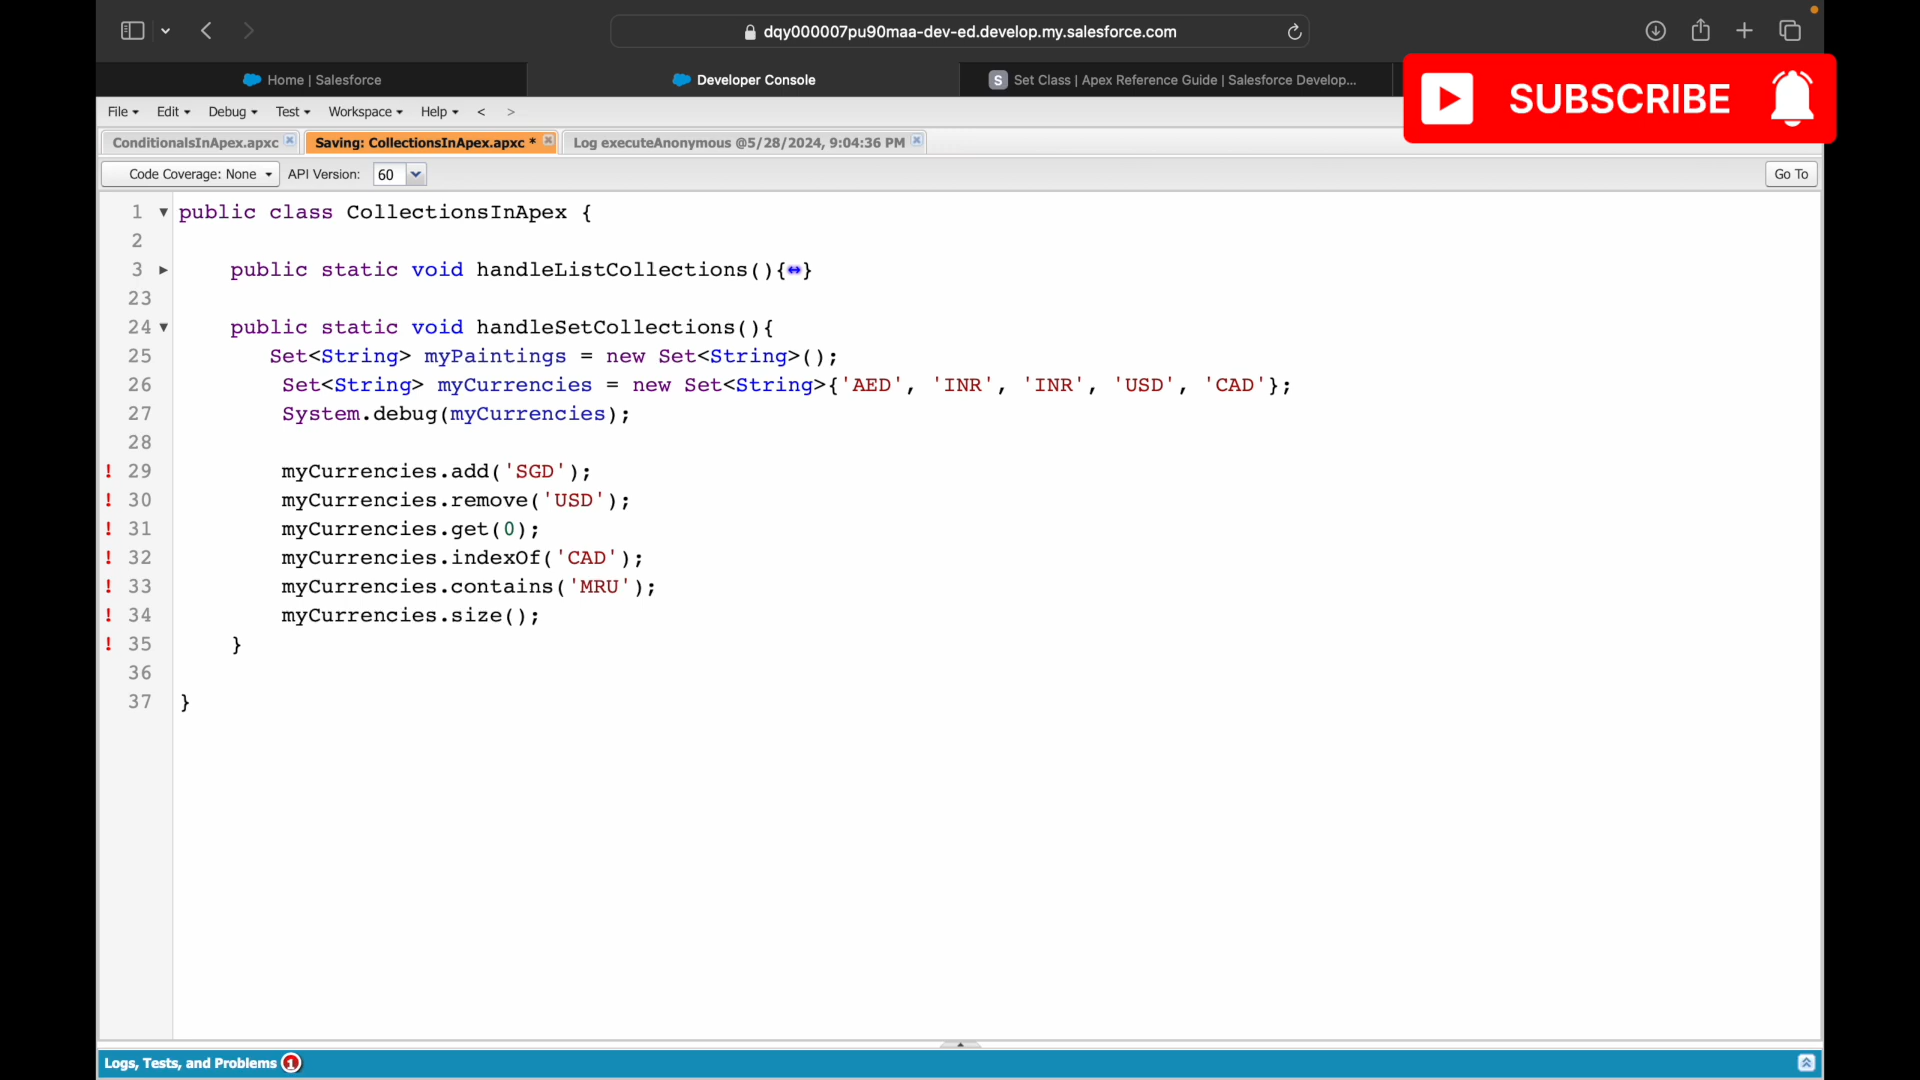 dqy000007pu90maa-dev-ed.develop.my.salesforce.com
Home | Salesforce
Developer Console
S Set Class | Apex Reference Guide | Salesforce Develop...
SUBSCRIBE
File Edit Debug Test Workspace Help < >
ConditionalsInApex.apxc
Saving: CollectionsInApex.apxc *
Log executeAnonymous @5/28/2024, 9:04:36 PM
Code Coverage: None API Version: 60 Go To
1 public class CollectionsInApex {
2
3 public static void handleListCollections(){↔}
23
24 public static void handleSetCollections(){
25 Set<String> myPaintings = new Set<String>();
26 Set<String> myCurrencies = new Set<String>{'AED', 'INR', 'INR', 'USD', 'CAD'};
27 System.debug(myCurrencies);
28
! 29 myCurrencies.add('SGD');
! 30 myCurrencies.remove('USD');
! 31 myCurrencies.get(0);
! 32 myCurrencies.indexOf('CAD');
! 33 myCurrencies.contains('MRU');
! 34 myCurrencies.size();
! 35 }
36
37 }
Logs, Tests, and Problems 1